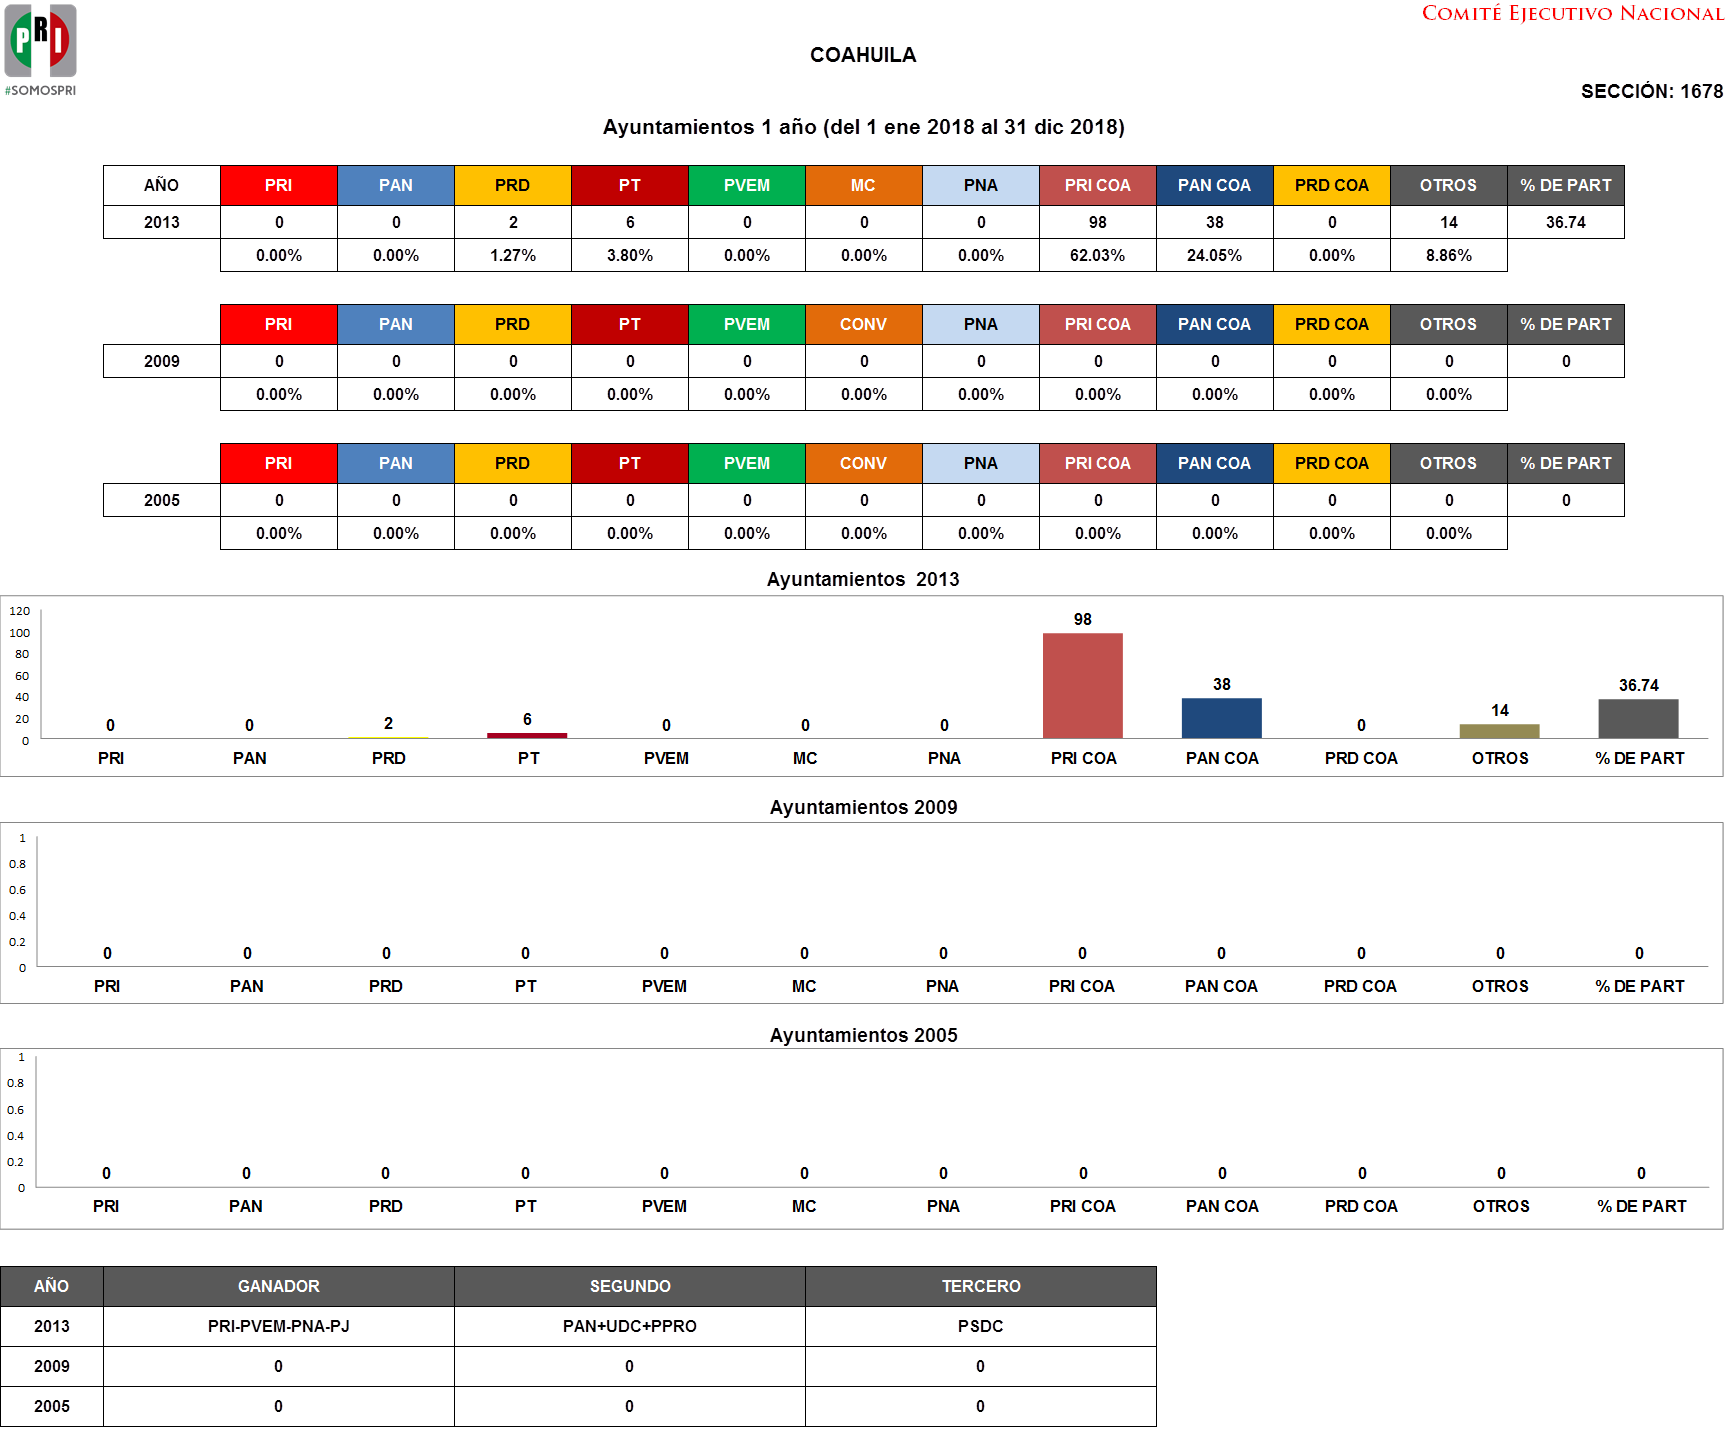 COMITÉ EJECUTIVO NACIONAL
PRI
#SOMOSPRI
COAHUILA
SECCIÓN: 1678
Ayuntamientos 1 año (del 1 ene 2018 al 31 dic 2018)
AÑO PRI PAN PRD PT PVEM MC PNA PRI COA PAN COA PRD COA OTROS % DE PART
2013 0 0 2 6 0 0 0 98 38 0 14 36.74
0.00% 0.00% 1.27% 3.80% 0.00% 0.00% 0.00% 62.03% 24.05% 0.00% 8.86%
PRI PAN PRD PT PVEM CONV PNA PRI COA PAN COA PRD COA OTROS % DE PART
2009 0 0 0 0 0 0 0 0 0 0 0 0
0.00% 0.00% 0.00% 0.00% 0.00% 0.00% 0.00% 0.00% 0.00% 0.00% 0.00%
PRI PAN PRD PT PVEM CONV PNA PRI COA PAN COA PRD COA OTROS % DE PART
2005 0 0 0 0 0 0 0 0 0 0 0 0
0.00% 0.00% 0.00% 0.00% 0.00% 0.00% 0.00% 0.00% 0.00% 0.00% 0.00%
Ayuntamientos 2013
120
100
80
60
40
20
0
0 0 2 6 0 0 0 98 38 0 14 36.74
PRI PAN PRD PT PVEM MC PNA PRI COA PAN COA PRD COA OTROS % DE PART
Ayuntamientos 2009
1
0.8
0.6
0.4
0.2
0
0 0 0 0 0 0 0 0 0 0 0 0
PRI PAN PRD PT PVEM MC PNA PRI COA PAN COA PRD COA OTROS % DE PART
Ayuntamientos 2005
1
0.8
0.6
0.4
0.2
0
0 0 0 0 0 0 0 0 0 0 0 0
PRI PAN PRD PT PVEM MC PNA PRI COA PAN COA PRD COA OTROS % DE PART
AÑO GANADOR SEGUNDO TERCERO
2013 PRI-PVEM-PNA-PJ PAN+UDC+PPRO PSDC
2009 0 0 0
2005 0 0 0